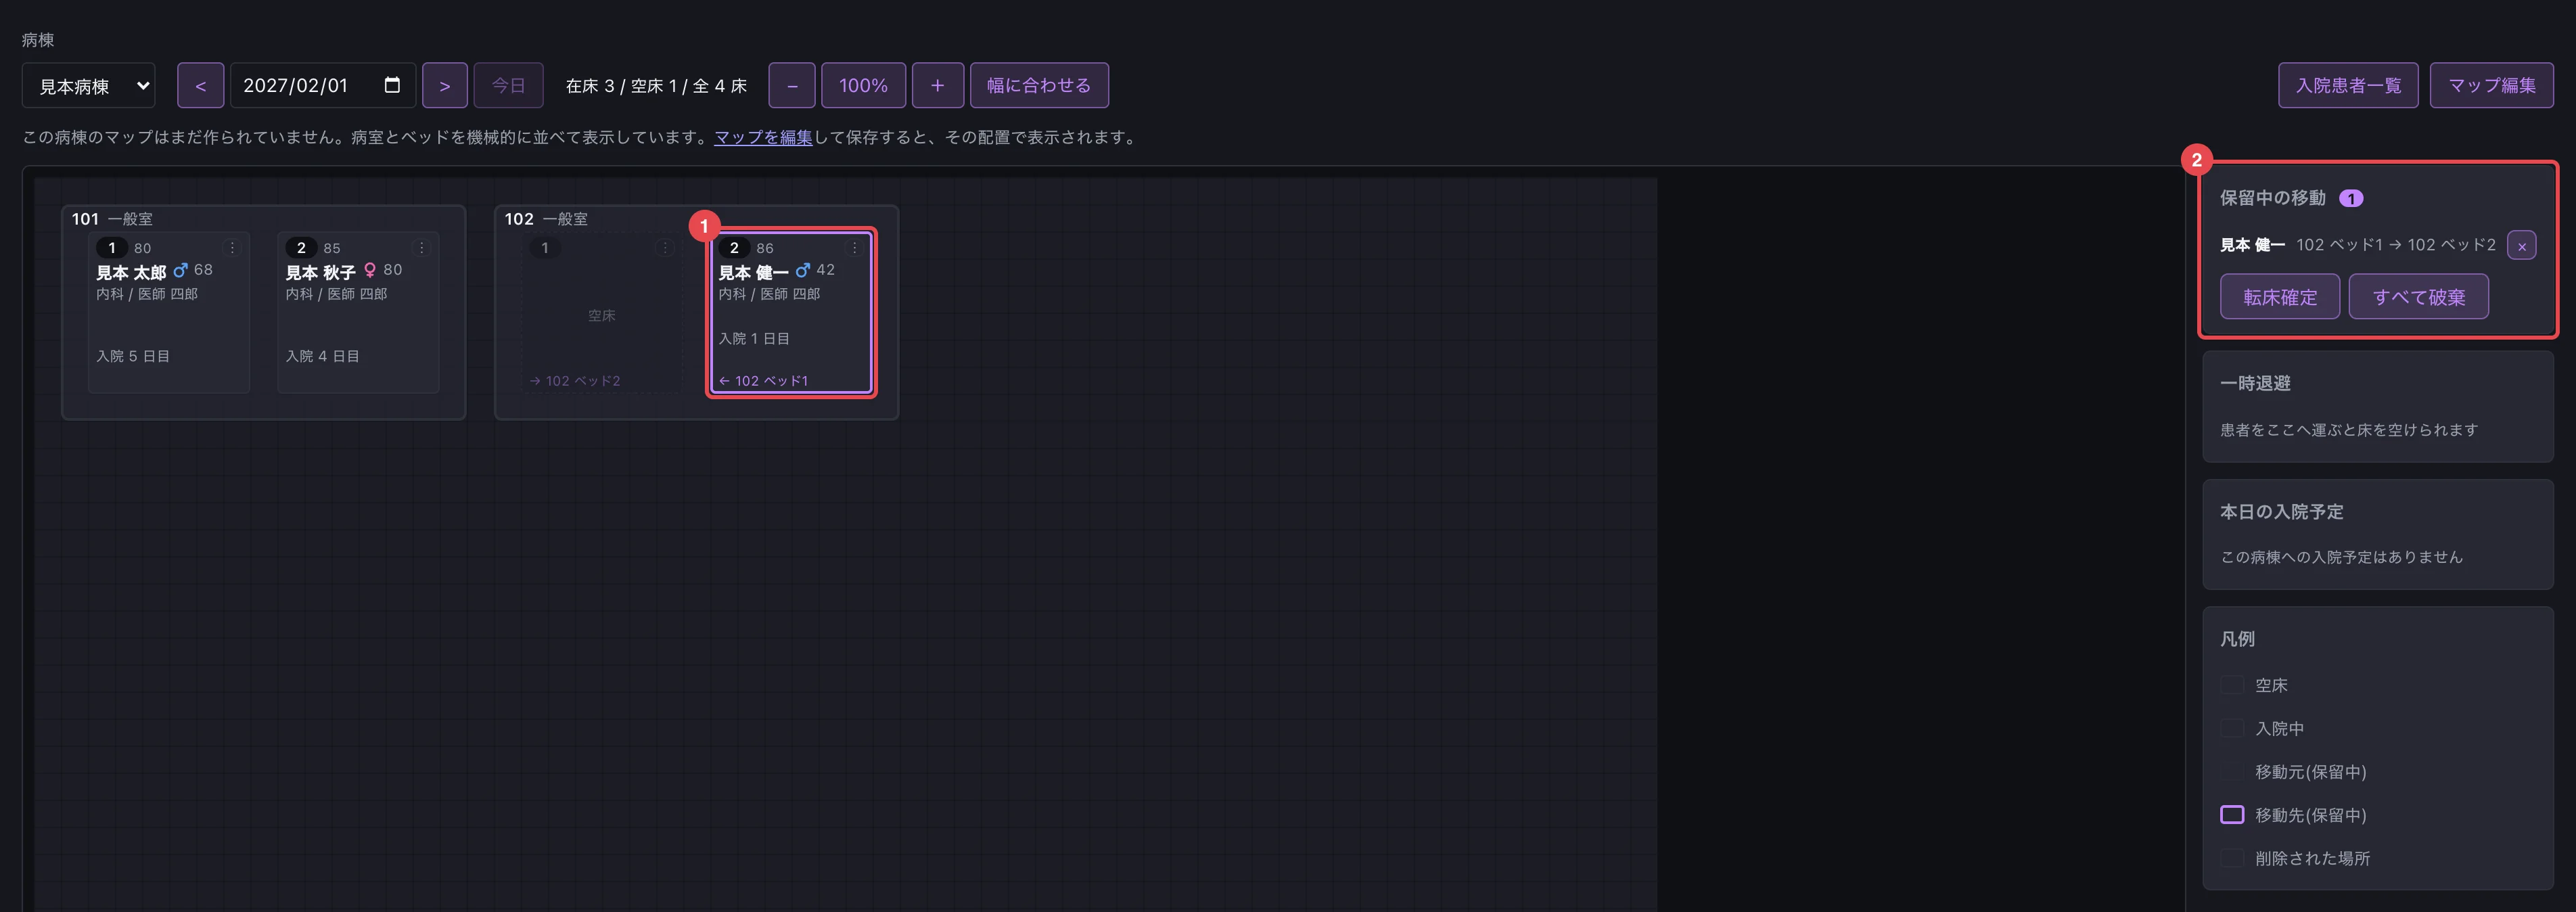 病棟
見本病棟 < 2027/02/01 > 今日 在床 3 / 空床 1 / 全 4 床 − 100% + 幅に合わせる 入院患者一覧 マップ編集
この病棟のマップはまだ作られていません。病室とベッドを機械的に並べて表示しています。マップを編集して保存すると、その配置で表示されます。
101 一般室
1 80 ⋮
見本 太郎 ♂ 68
内科 / 医師 四郎
入院 5 日目
2 85 ⋮
見本 秋子 ♀ 80
内科 / 医師 四郎
入院 4 日目
102 一般室
1 ⋮
空床
→ 102 ベッド2
1
2 86 ⋮
見本 健一 ♂ 42
内科 / 医師 四郎
入院 1 日目
← 102 ベッド1
2
保留中の移動 1
見本 健一 102 ベッド1 → 102 ベッド2 ×
転床確定 すべて破棄
一時退避
患者をここへ運ぶと床を空けられます
本日の入院予定
この病棟への入院予定はありません
凡例
空床
入院中
移動元(保留中)
移動先(保留中)
削除された場所